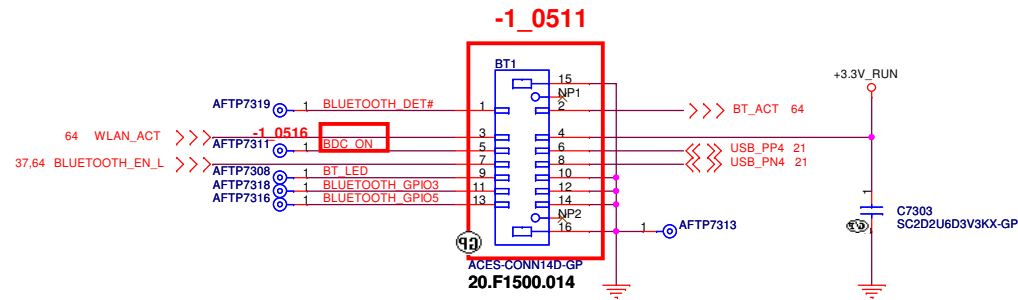 -1_0511
BT1
+3.3V_RUN
15
NP1
AFTP7319 1 BLUETOOTH_DET# 1
2 BT_ACT 64
64 WLAN_ACT 3
4
-1_0516
AFTP7311 1 BDC_ON 5
6 USB_PP4 21
37,64 BLUETOOTH_EN_L 7
8 USB_PN4 21
AFTP7308 1 BT_LED 9
10
AFTP7318 1 BLUETOOTH_GPIO3 11
12
AFTP7316 1 BLUETOOTH_GPIO5 13
14
NP2
16 1 AFTP7313
1
C7303
SC2D2U6D3V3KX-GP
ACES-CONN14D-GP
20.F1500.014